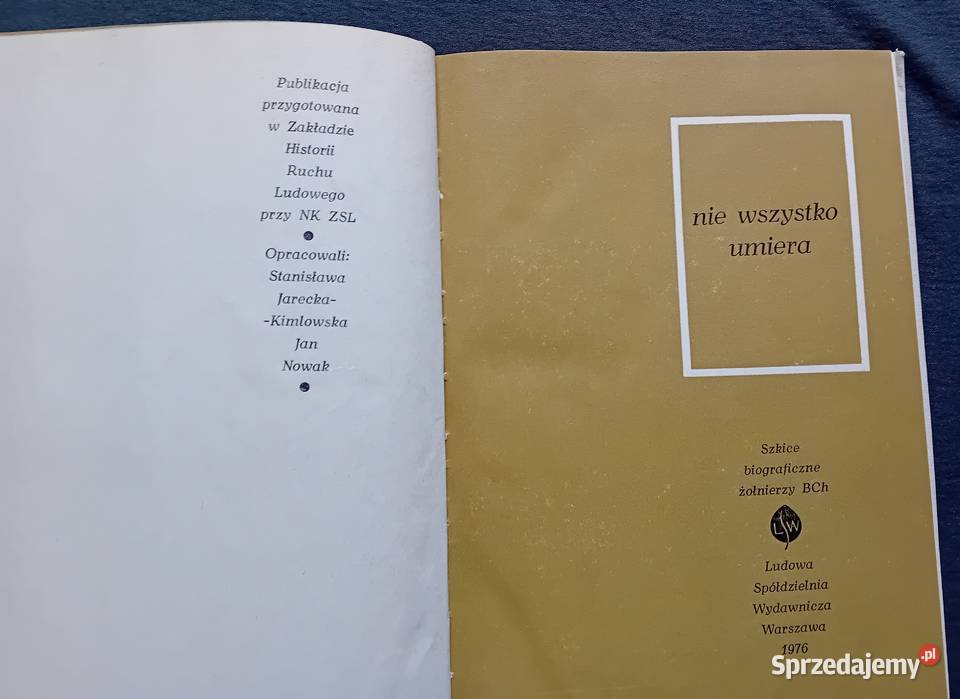 Publikacja
przygotowana
w Zakładzie
Historii
Ruchu
Ludowego
przy NK ZSL
Opracowali:
Stanisława
Jarecka-
-Kimlowska
Jan
Nowak
nie wszystko
umiera
Szkice
biograficzne
żołnierzy BCh
LSW
Ludowa
Spółdzielnia
Wydawnicza
Warszawa
1976
Sprzedajemy.pl